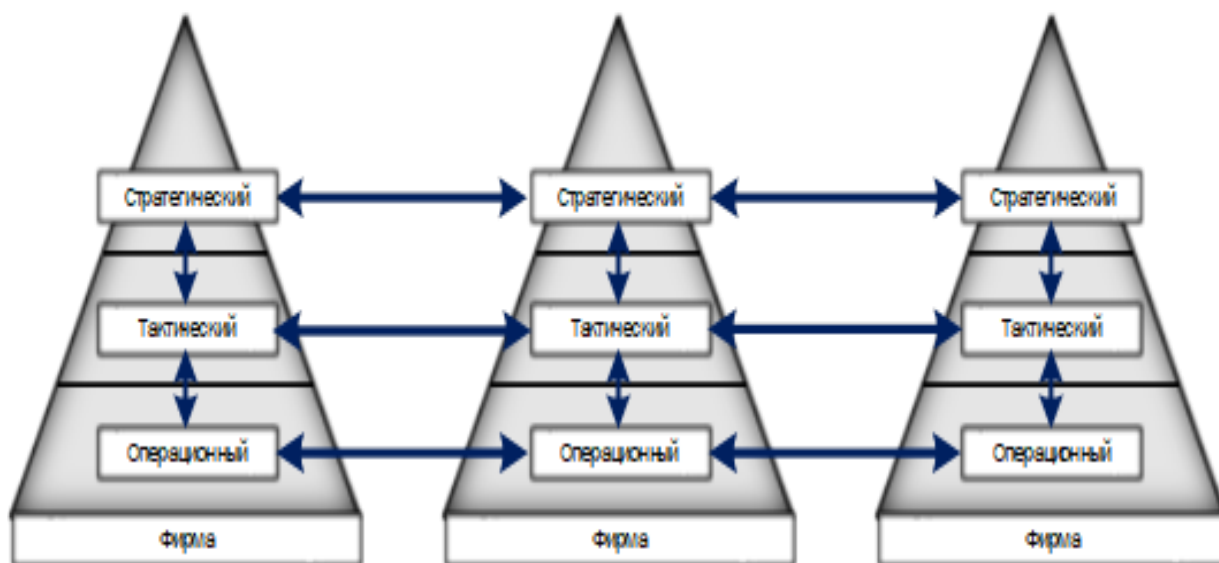 Стратегический
Стратегический
Стратегический
Тактический
Тактический
Тактический
Операционный
Операционный
Операционный
Фирма
Фирма
Фирма